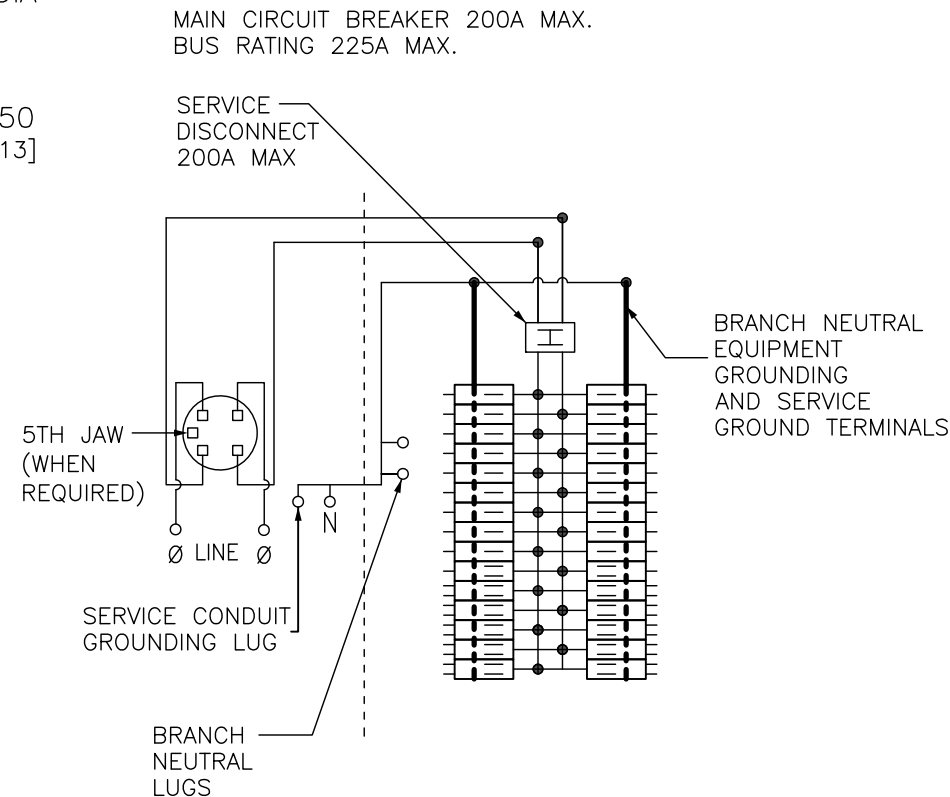 MAIN CIRCUIT BREAKER 200A MAX.
BUS RATING 225A MAX.
50
13]
SERVICE
DISCONNECT
200A MAX
BRANCH NEUTRAL
EQUIPMENT
GROUNDING
AND SERVICE
GROUND TERMINALS
5TH JAW
(WHEN
REQUIRED)
N
Ø LINE Ø
SERVICE CONDUIT
GROUNDING LUG
BRANCH
NEUTRAL
LUGS